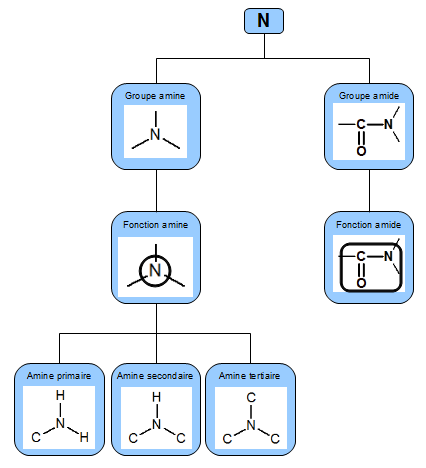 N
Groupe amine
N
Groupe amide
C N
O
Fonction amine
N
Fonction amide
C N
O
Amine primaire
H
N
C H
Amine secondaire
H
N
C C
Amine tertiaire
C
N
C C